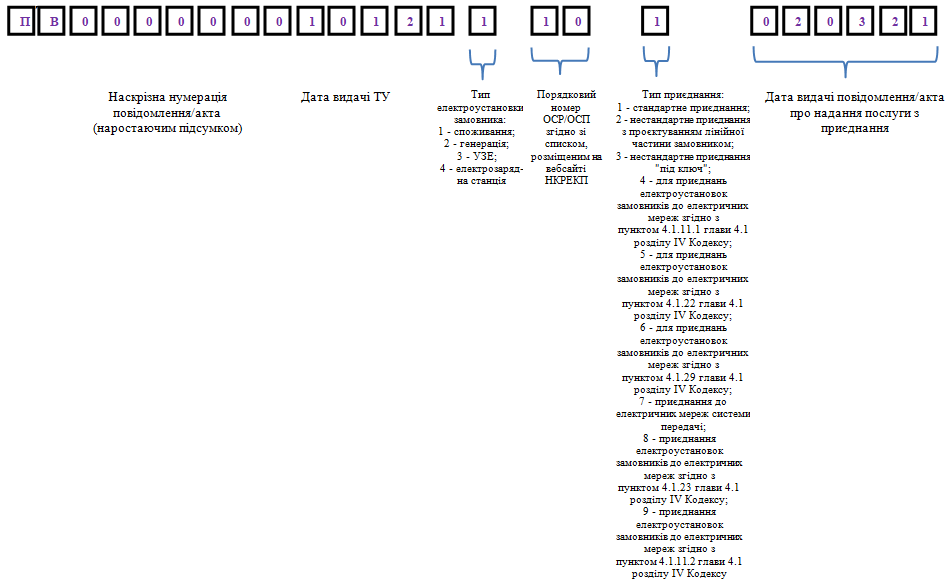 П В 0 0 0 0 0 0 0 1 0 1 2 1 1 1 0 1 0 2 0 3 2 1
Наскрізна нумерація
повідомлення/акта
(наростаючим підсумком)
Дата видачі ТУ
Тип
електроустановки
замовника:
1 - споживання;
2 - генерація;
3 - УЗЕ;
4 - електрозаряд-
на станція
Порядковий
номер
ОСР/ОСП
згідно зі
списком,
розміщеним на
вебсайті
НКРЕКП
Тип приєднання:
1 - стандартне приєднання;
2 - нестандартне приєднання
з проєктуванням лінійної
частини замовником;
3 - нестандартне приєднання
"під ключ";
4 - для приєднань
електроустановок
замовників до електричних
мереж згідно з
пунктом 4.1.11.1 глави 4.1
розділу IV Кодексу;
5 - для приєднань
електроустановок
замовників до електричних
мереж згідно з
пунктом 4.1.22 глави 4.1
розділу IV Кодексу;
6 - для приєднань
електроустановок
замовників до електричних
мереж згідно з
пунктом 4.1.29 глави 4.1
розділу IV Кодексу;
7 - приєднання до
електричних мереж системи
передачі;
8 - приєднання
електроустановок
замовників до електричних
мереж згідно з
пунктом 4.1.23 глави 4.1
розділу IV Кодексу;
9 - приєднання
електроустановок
замовників до електричних
мереж згідно з
пунктом 4.1.11.2 глави 4.1
розділу IV Кодексу
Дата видачі повідомлення/акта
про надання послуги з
приєднання